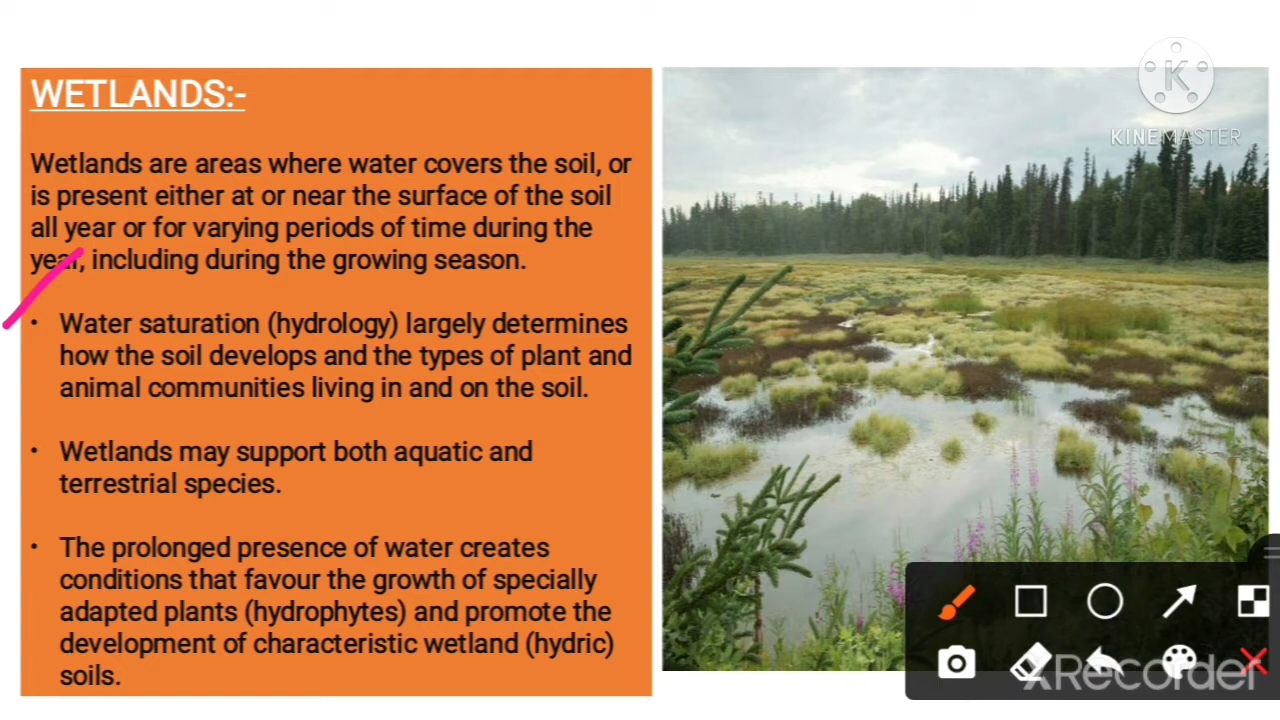 WETLANDS:-
Wetlands are areas where water covers the soil, or
is present either at or near the surface of the soil
all year or for varying periods of time during the
year, including during the growing season.
• Water saturation (hydrology) largely determines
how the soil develops and the types of plant and
animal communities living in and on the soil.
• Wetlands may support both aquatic and
terrestrial species.
• The prolonged presence of water creates
conditions that favour the growth of specially
adapted plants (hydrophytes) and promote the
development of characteristic wetland (hydric)
soils.
K
KINEMASTER
XRecorder